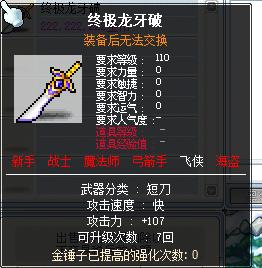 终极龙牙破
终极龙牙破
装备后无法交换
要求等级: 110
要求力量: 0
要求敏捷: 0
要求智力: 0
要求运气: 0
要求人气度: -
道具等级 -
道具经验值 -
新手 战士 魔法师 弓箭手 飞侠 海盗
武器分类 : 短刀
攻击速度 : 快
攻击力 : +107
可升级次数 : 7回
金锤子已提高的强化次数: 0